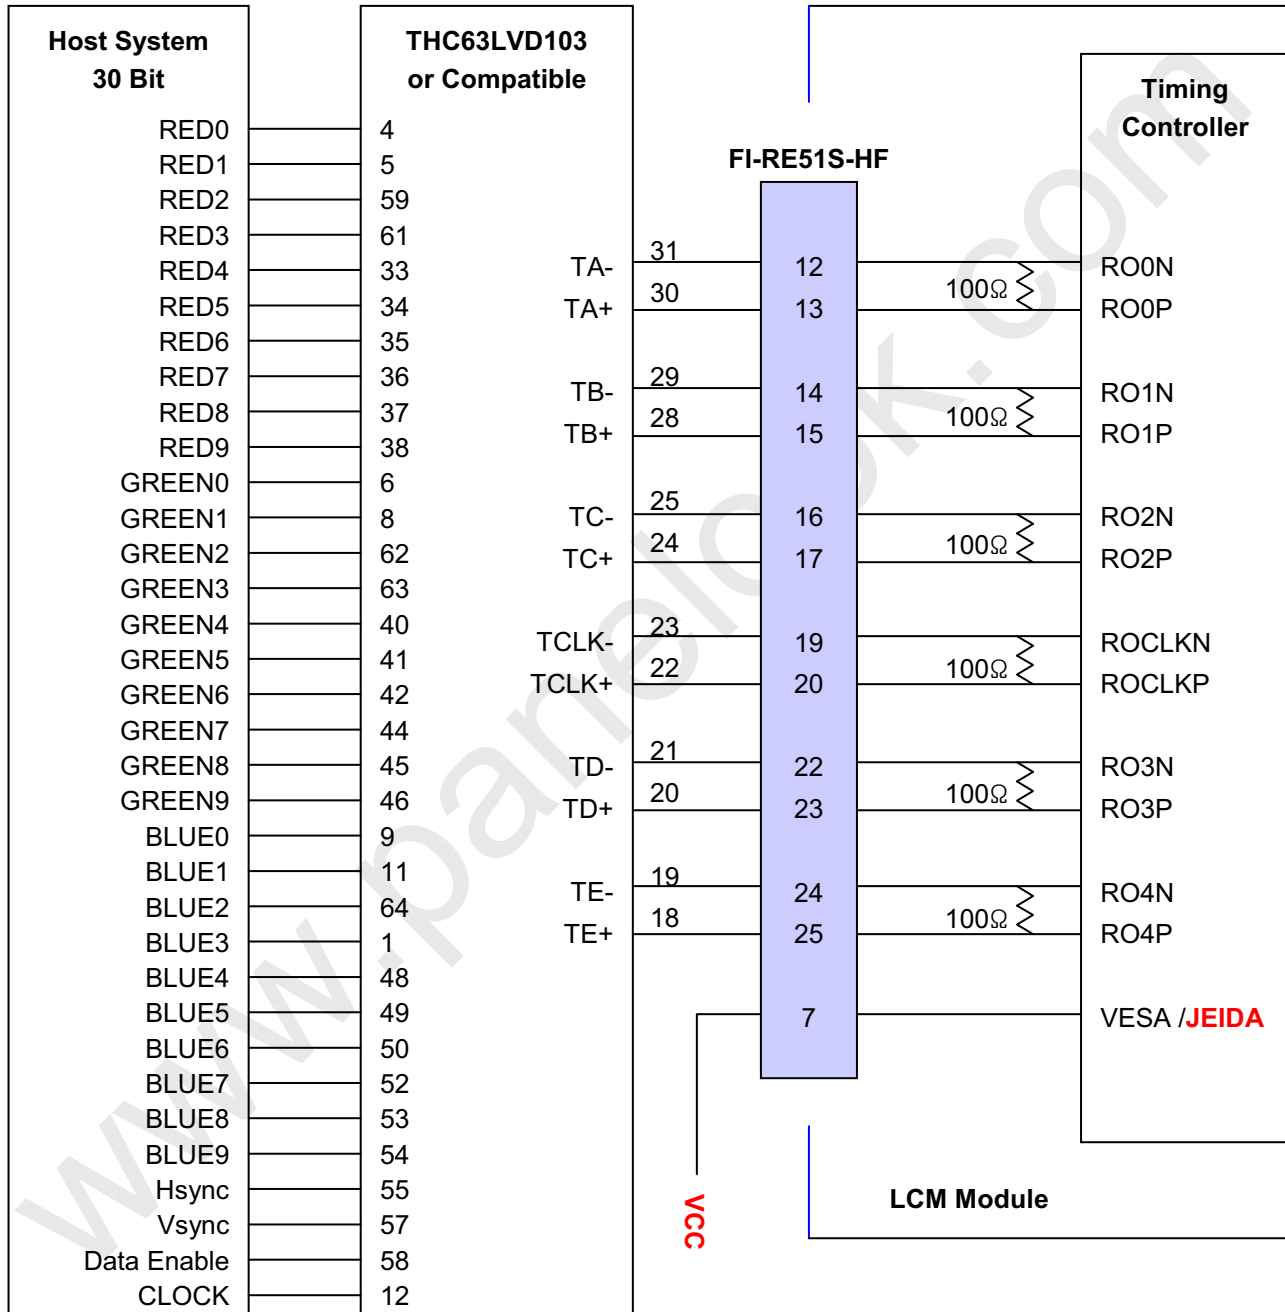 Host System
30 Bit
RED0
RED1
RED2
RED3
RED4
RED5
RED6
RED7
RED8
RED9
GREEN0
GREEN1
GREEN2
GREEN3
GREEN4
GREEN5
GREEN6
GREEN7
GREEN8
GREEN9
BLUE0
BLUE1
BLUE2
BLUE3
BLUE4
BLUE5
BLUE6
BLUE7
BLUE8
BLUE9
Hsync
Vsync
Data Enable
CLOCK
THC63LVD103
or Compatible
4
5
59
61
33
34
35
36
37
38
6
8
62
63
40
41
42
44
45
46
9
11
64
1
48
49
50
52
53
54
55
57
58
12
TA-
TA+
TB-
TB+
TC-
TC+
TCLK-
TCLK+
TD-
TD+
TE-
TE+
31
30
29
28
25
24
23
22
21
20
19
18
FI-RE51S-HF
12
13
14
15
16
17
19
20
22
23
24
25
7
VCC
100Ω
100Ω
100Ω
100Ω
100Ω
100Ω
Timing
Controller
RO0N
RO0P
RO1N
RO1P
RO2N
RO2P
ROCLKN
ROCLKP
RO3N
RO3P
RO4N
RO4P
VESA /JEIDA
LCM Module
www.panelook.com